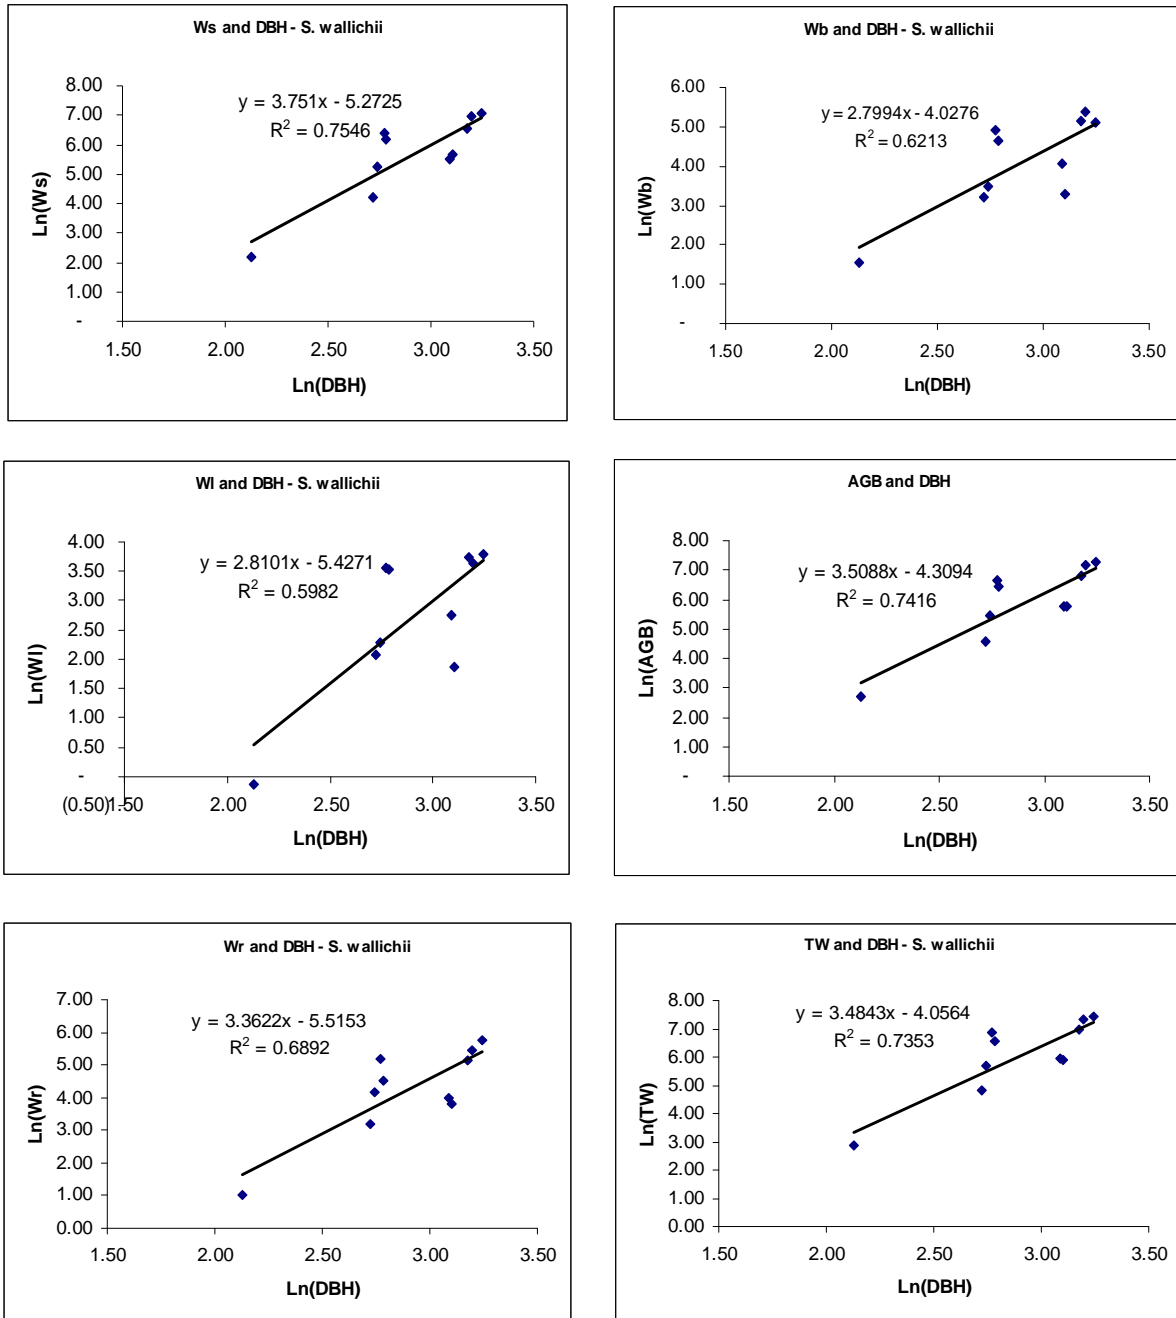 Ws and DBH - S. wallichii
y = 3.751x - 5.2725
R² = 0.7546
8.00
7.00
6.00
5.00
4.00
3.00
2.00
1.00
-
1.50 2.00 2.50 3.00 3.50
Ln(Ws)
Ln(DBH)
Wb and DBH - S. wallichii
y = 2.7994x - 4.0276
R² = 0.6213
6.00
5.00
4.00
3.00
2.00
1.00
-
1.50 2.00 2.50 3.00 3.50
Ln(Wb)
Ln(DBH)
Wl and DBH - S. wallichii
y = 2.8101x - 5.4271
R² = 0.5982
4.00
3.50
3.00
2.50
2.00
1.50
1.00
0.50
-
(0.50)
1.50 2.00 2.50 3.00 3.50
Ln(Wl)
Ln(DBH)
AGB and DBH
y = 3.5088x - 4.3094
R² = 0.7416
8.00
7.00
6.00
5.00
4.00
3.00
2.00
1.00
-
1.50 2.00 2.50 3.00 3.50
Ln(AGB)
Ln(DBH)
Wr and DBH - S. wallichii
y = 3.3622x - 5.5153
R² = 0.6892
7.00
6.00
5.00
4.00
3.00
2.00
1.00
0.00
1.50 2.00 2.50 3.00 3.50
Ln(Wr)
Ln(DBH)
TW and DBH - S. wallichii
y = 3.4843x - 4.0564
R² = 0.7353
8.00
7.00
6.00
5.00
4.00
3.00
2.00
1.00
0.00
1.50 2.00 2.50 3.00 3.50
Ln(TW)
Ln(DBH)